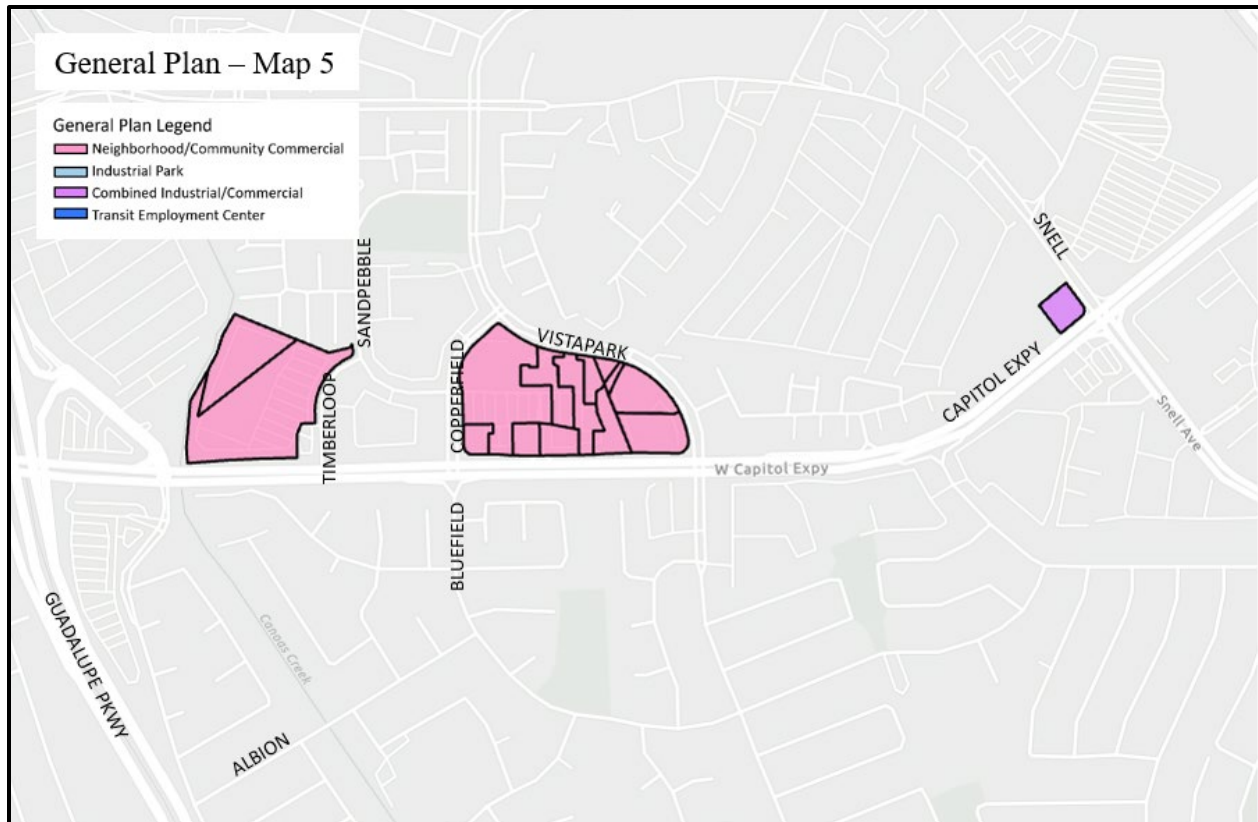 General Plan – Map 5
General Plan Legend
Neighborhood/Community Commercial
Industrial Park
Combined Industrial/Commercial
Transit Employment Center
SANDPEBBLE
TIMBERLOOP
COPPERFIELD
VISTAPARK
BLUEFIELD
SNELL
CAPITOL EXPY
Snell Ave
W Capitol Expy
GUADALUPE PKWY
Canoas Creek
ALBION